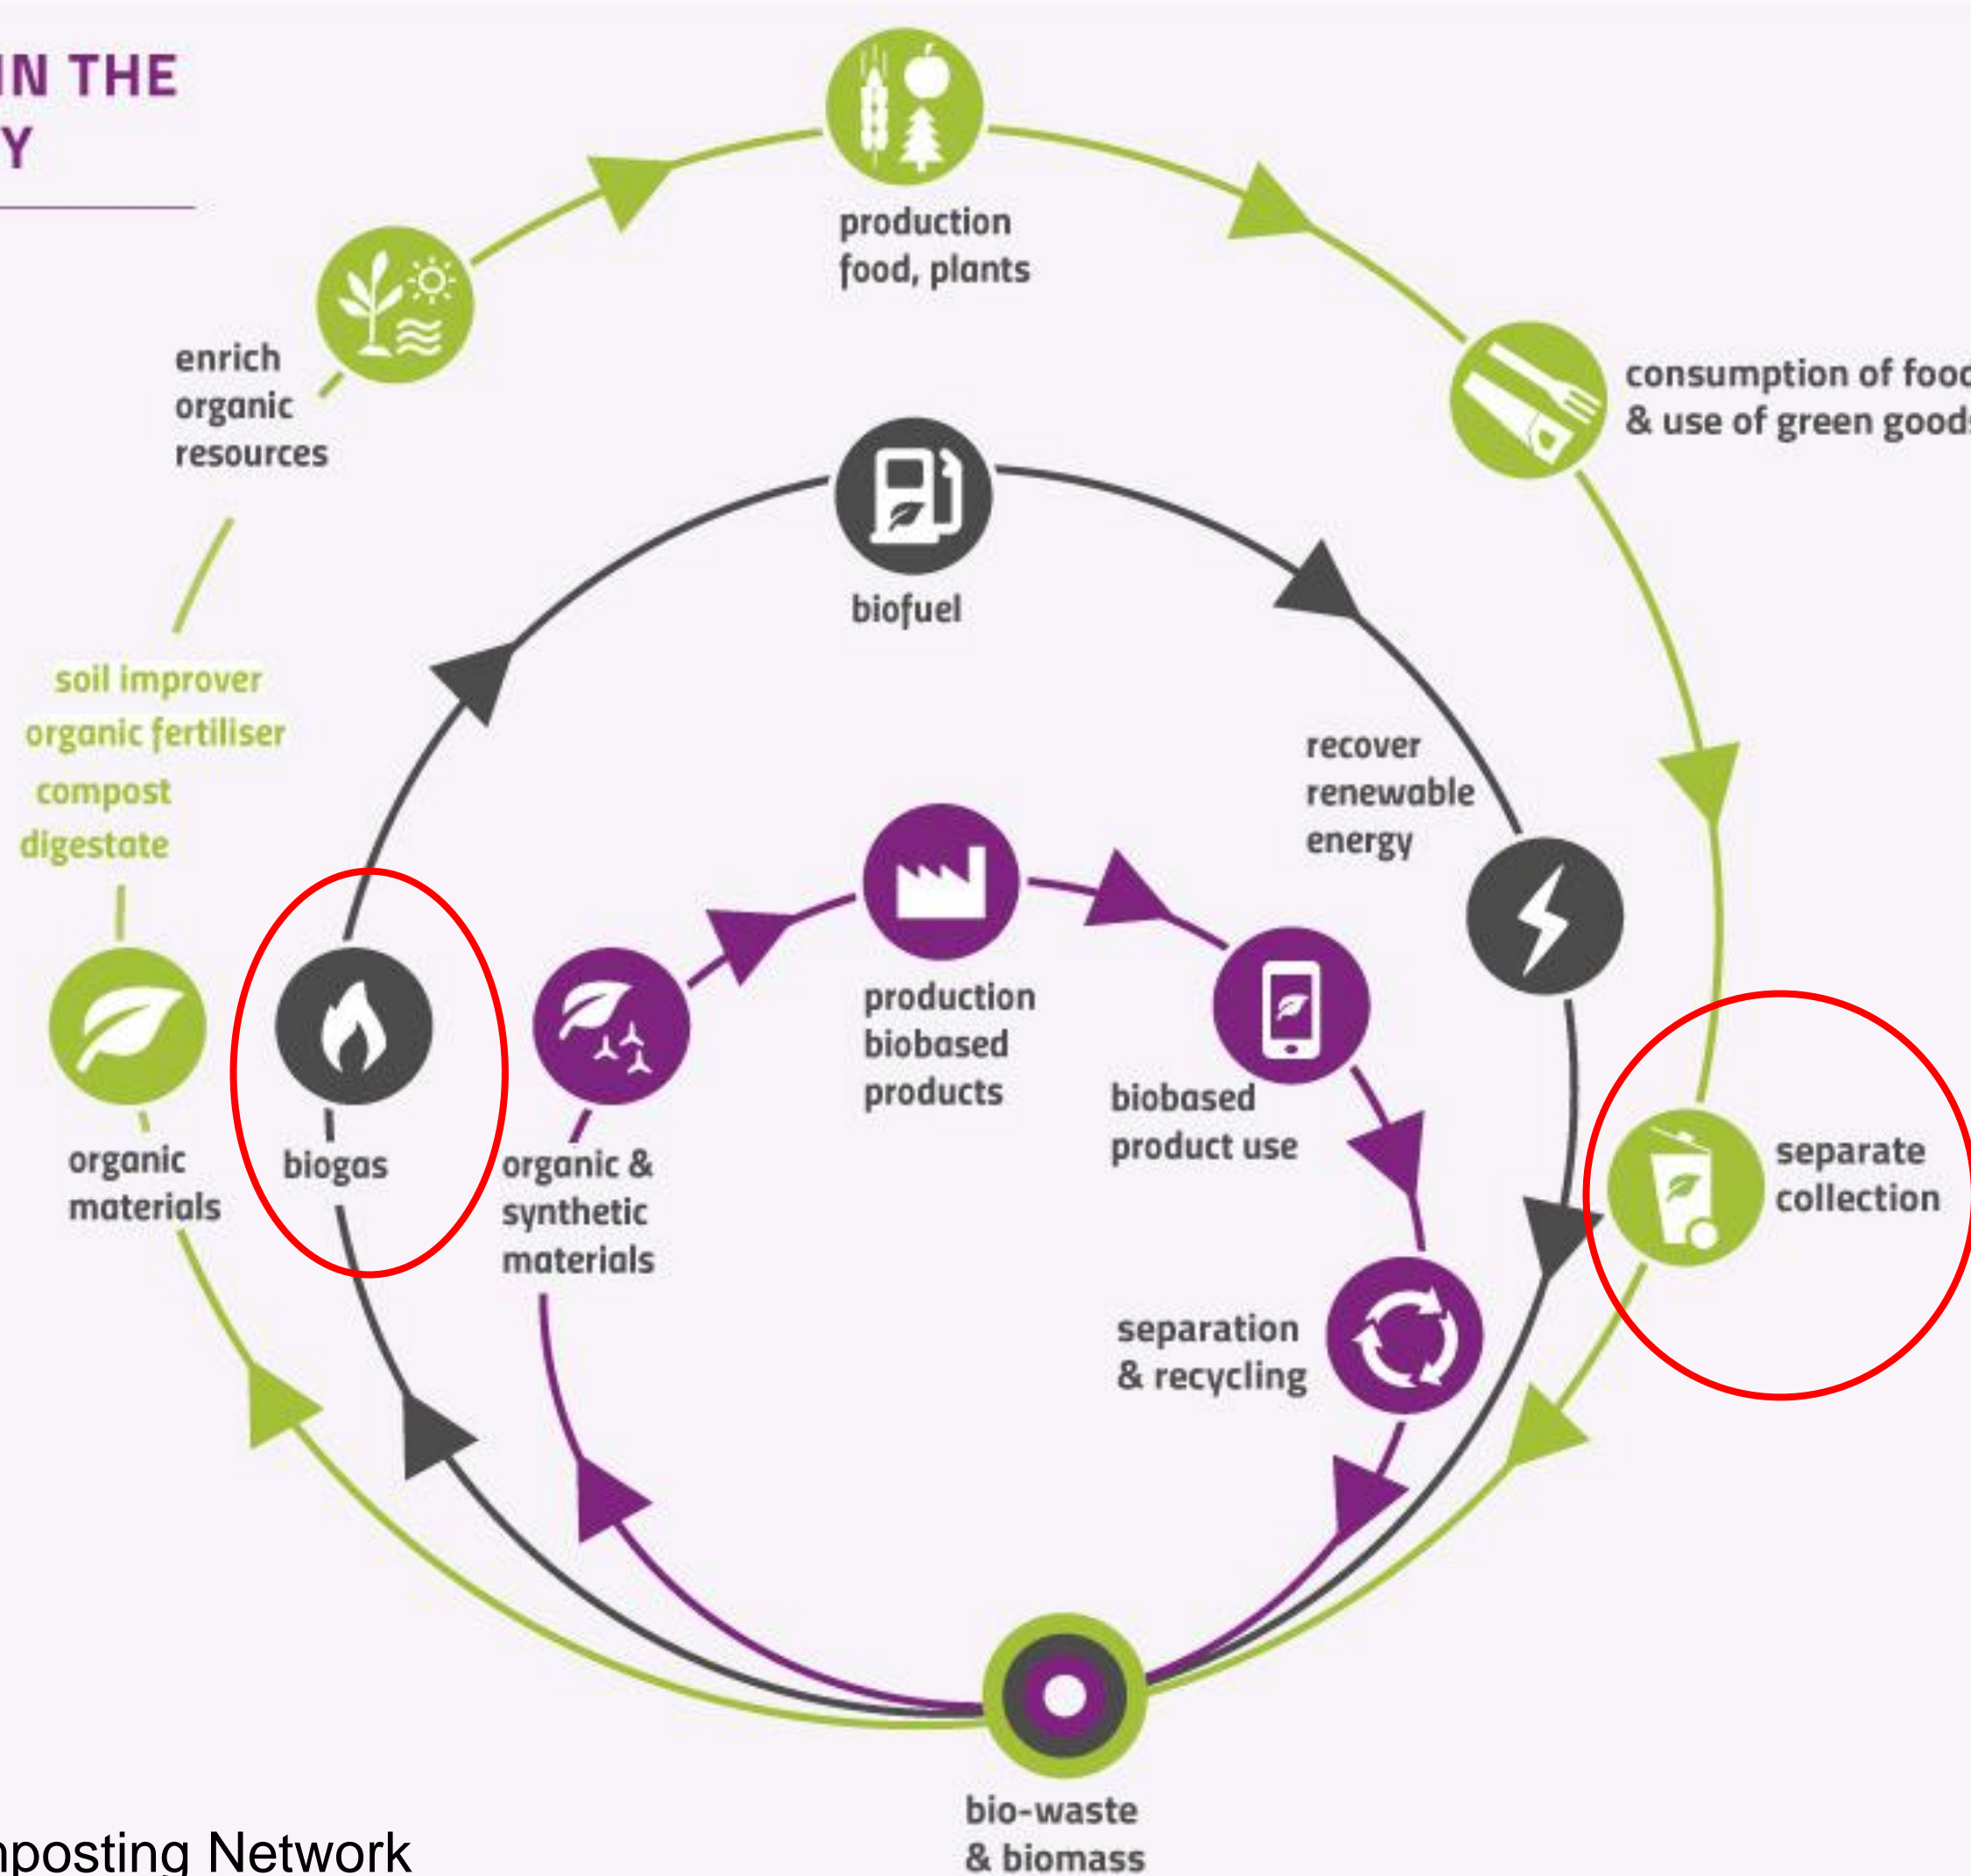 IN THE
Y
production
food, plants
enrich
organic
resources
consumption of food
& use of green goods
biofuel
soil improver
organic fertiliser
compost
digestate
recover
renewable
energy
production
biobased
products
biobased
product use
organic
materials
biogas
organic &
synthetic
materials
separate
collection
separation
& recycling
bio-waste
& biomass
mposting Network